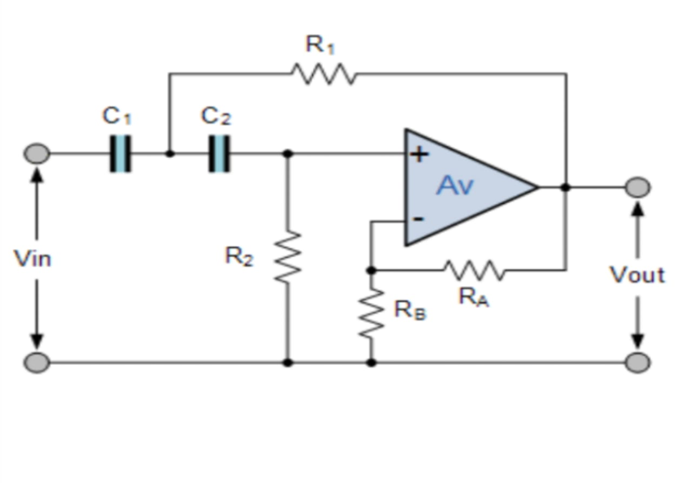 R₁
C₁
C₂
+
Av
-
Vin
R₂
Vout
RA
RB